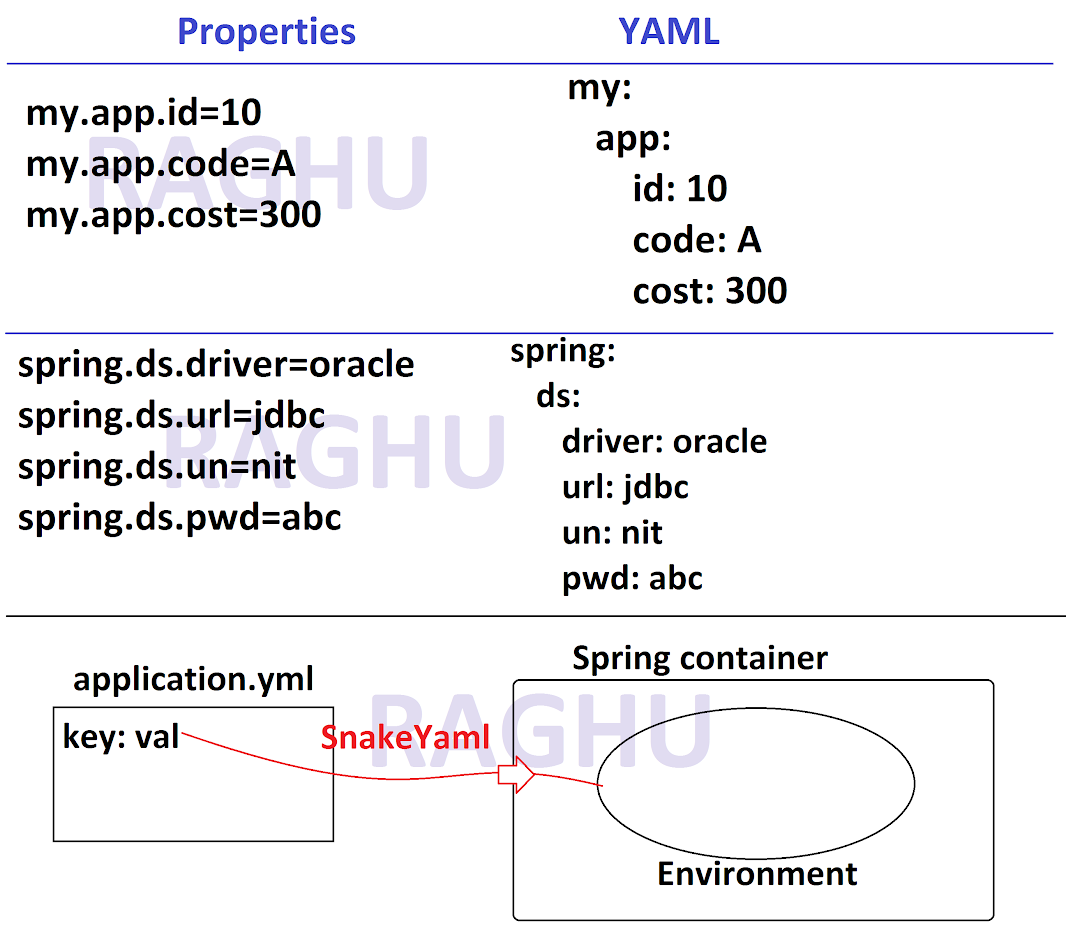 Properties
YAML
my.app.id=10
my.app.code=A
my.app.cost=300
RAGHU
my:
app:
id: 10
code: A
cost: 300
spring.ds.driver=oracle
spring.ds.url=jdbc
spring.ds.un=nit
spring.ds.pwd=abc
RAGHU
spring:
ds:
driver: oracle
url: jdbc
un: nit
pwd: abc
application.yml
key: val
SnakeYaml
RAGHU
Spring container
Environment